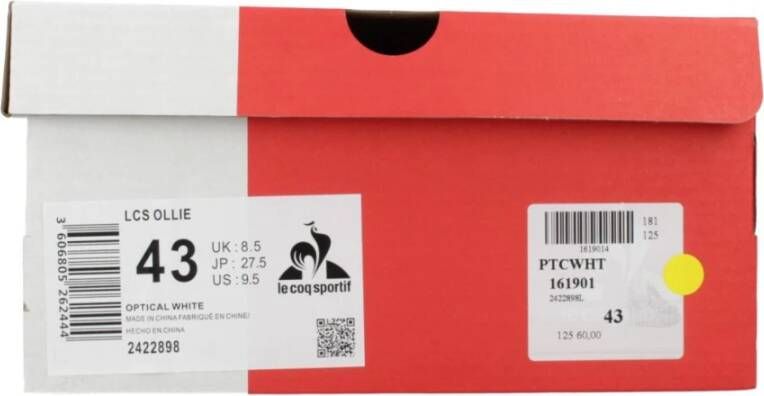 LCS OLLIE
3 606805 262444
43
UK : 8.5
JP : 27.5
US : 9.5
le coq sportif
OPTICAL WHITE
MADE IN CHINA/FABRIQUÉ EN CHINE/
HECHO EN CHINA
2422898
181
125
1619014
PTCWHT
161901
2422898L
43
125 60,00